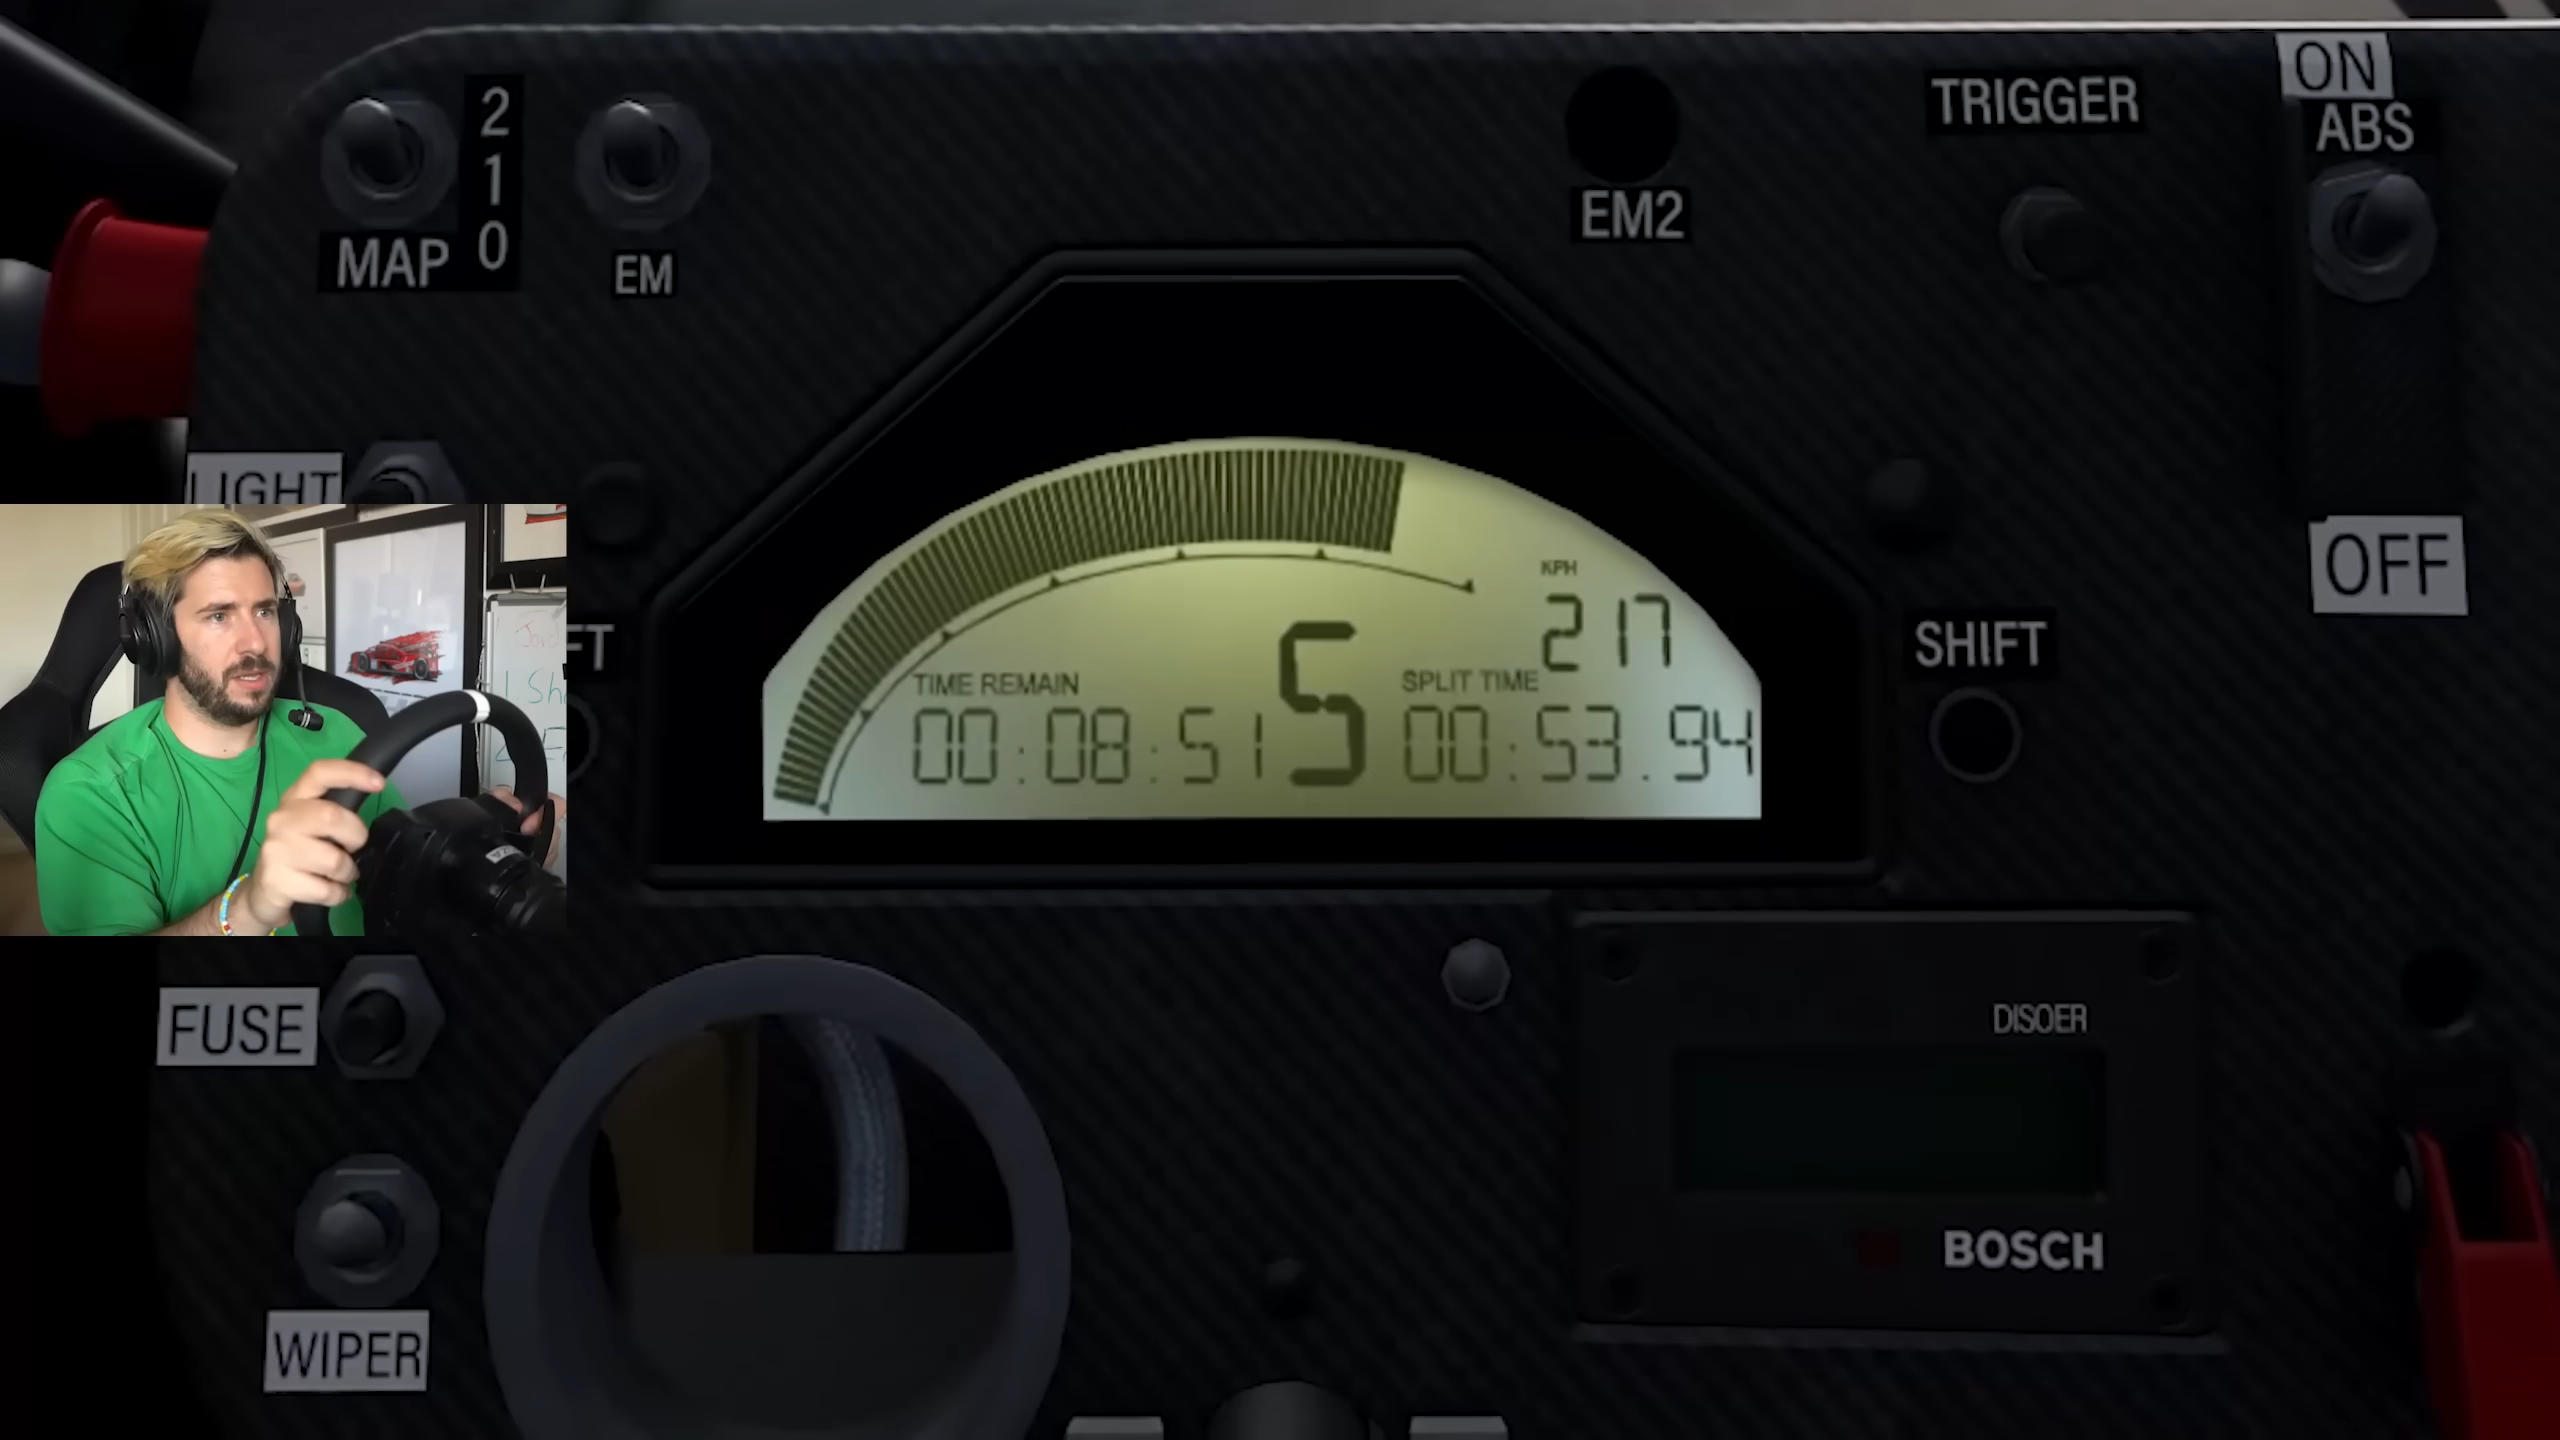 2
1
0
MAP
EM
EM2
TRIGGER
ON
ABS
LIGHT
OFF
KPH
217
SHIFT
FT
TIME REMAIN
00:08:51
5
SPLIT TIME
00:53.94
FUSE
WIPER
DISOER
BOSCH